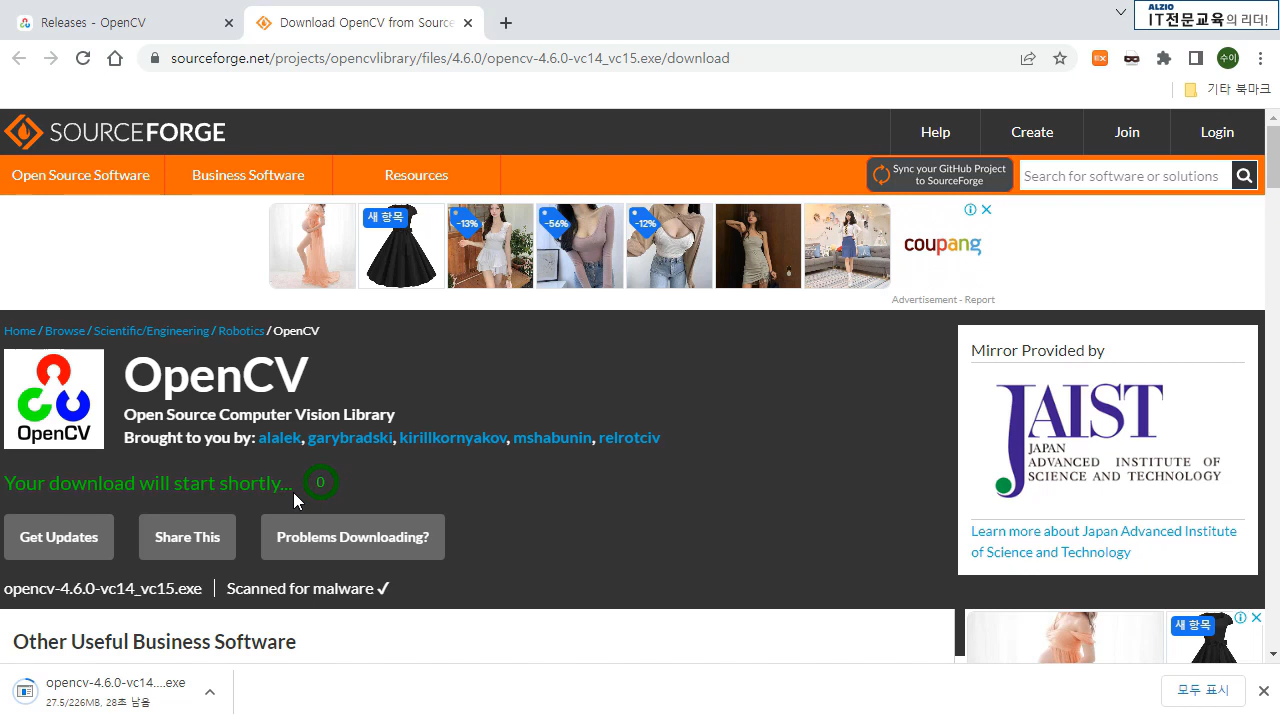 Releases - OpenCV
Download OpenCV from Source
ALZIO
IT전문교육의 리더!
sourceforge.net/projects/opencvlibrary/files/4.6.0/opencv-4.6.0-vc14_vc15.exe/download
수이
기타 북마크
SOURCEFORGE
Help
Create
Join
Login
Open Source Software
Business Software
Resources
Sync your GitHub Project
to SourceForge
Search for software or solutions
새 항목
-13%
-56%
-12%
coupang
Advertisement - Report
Home / Browse / Scientific/Engineering / Robotics / OpenCV
OpenCV
OpenCV
Open Source Computer Vision Library
Brought to you by: alalek, garybradski, kirillkornyakov, mshabunin, relrotciv
Mirror Provided by
JAIST
JAPAN
ADVANCED INSTITUTE OF
SCIENCE AND TECHNOLOGY
Learn more about Japan Advanced Institute
of Science and Technology
Your download will start shortly... 0
Get Updates
Share This
Problems Downloading?
opencv-4.6.0-vc14_vc15.exe
Scanned for malware ✓
Other Useful Business Software
새 항목
opencv-4.6.0-vc14....exe
27.5/226MB, 28초 남음
모두 표시